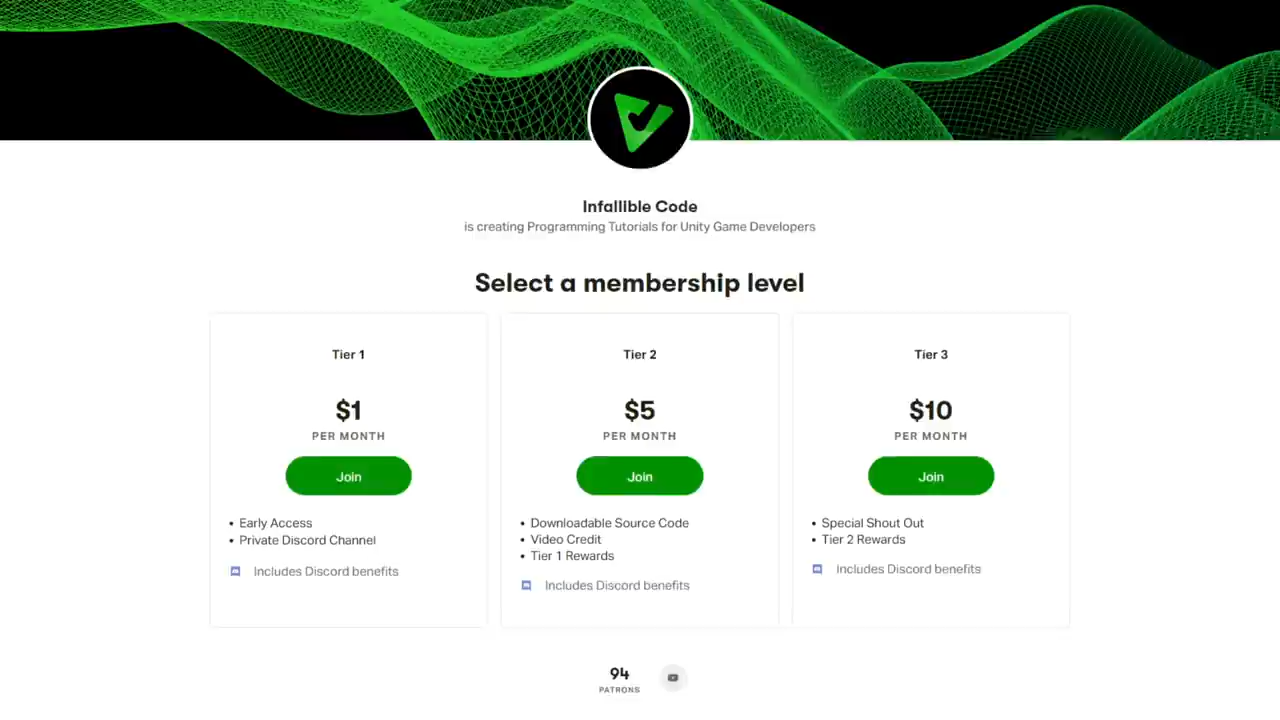 Infallible Code
is creating Programming Tutorials for Unity Game Developers
Select a membership level
Tier 1
$1
PER MONTH
Join
• Early Access
• Private Discord Channel
Includes Discord benefits
Tier 2
$5
PER MONTH
Join
• Downloadable Source Code
• Video Credit
• Tier 1 Rewards
Includes Discord benefits
Tier 3
$10
PER MONTH
Join
• Special Shout Out
• Tier 2 Rewards
Includes Discord benefits
94
PATRONS